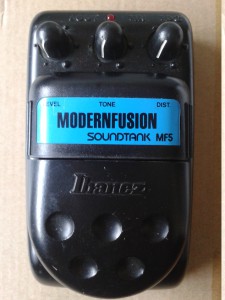 LEVEL TONE DIST.
MODERNFUSION
SOUNDTANK MF5
Ibanez